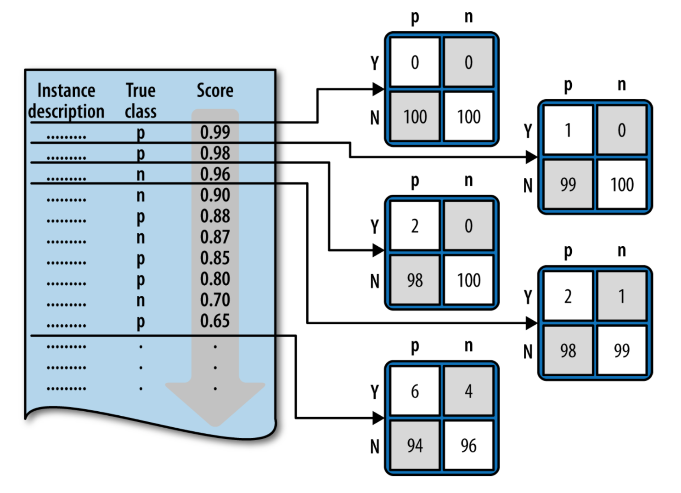 Instance description True class Score
......... p 0.99
......... p 0.98
......... n 0.96
......... n 0.90
......... p 0.88
......... n 0.87
......... p 0.85
......... p 0.80
......... n 0.70
......... p 0.65
......... . .
......... . .
......... . .
p n
Y 0 0
N 100 100
p n
Y 1 0
N 99 100
p n
Y 2 0
N 98 100
p n
Y 2 1
N 98 99
p n
Y 6 4
N 94 96